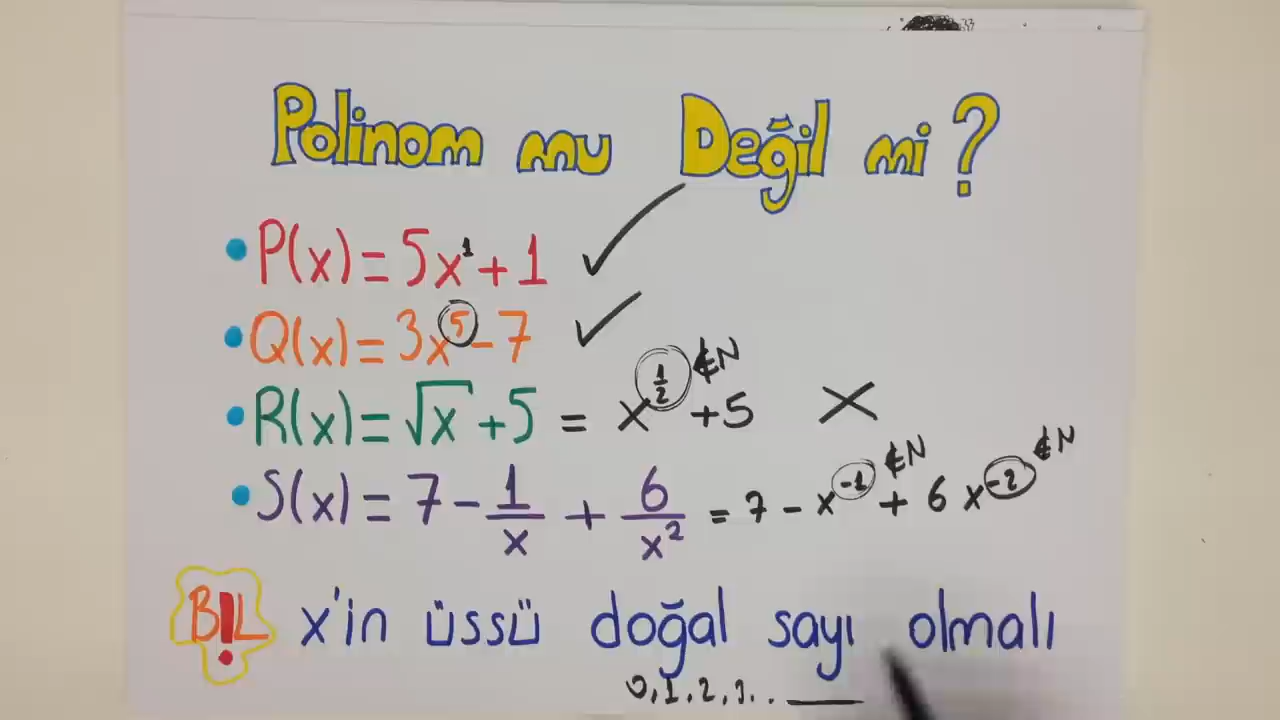 Polinom mu Değil mi?
• P(x) = 5x¹ + 1 ✓
• Q(x) = 3x⁵ - 7 ✓
• R(x) = √x + 5 = x^(1/2) ∉N + 5 ✗
• S(x) = 7 - 1/x + 6/x² = 7 - x⁻¹ ∉N + 6x⁻² ∉N
BİL! x'in üssü doğal sayı olmalı
0, 1, 2, 3 . .